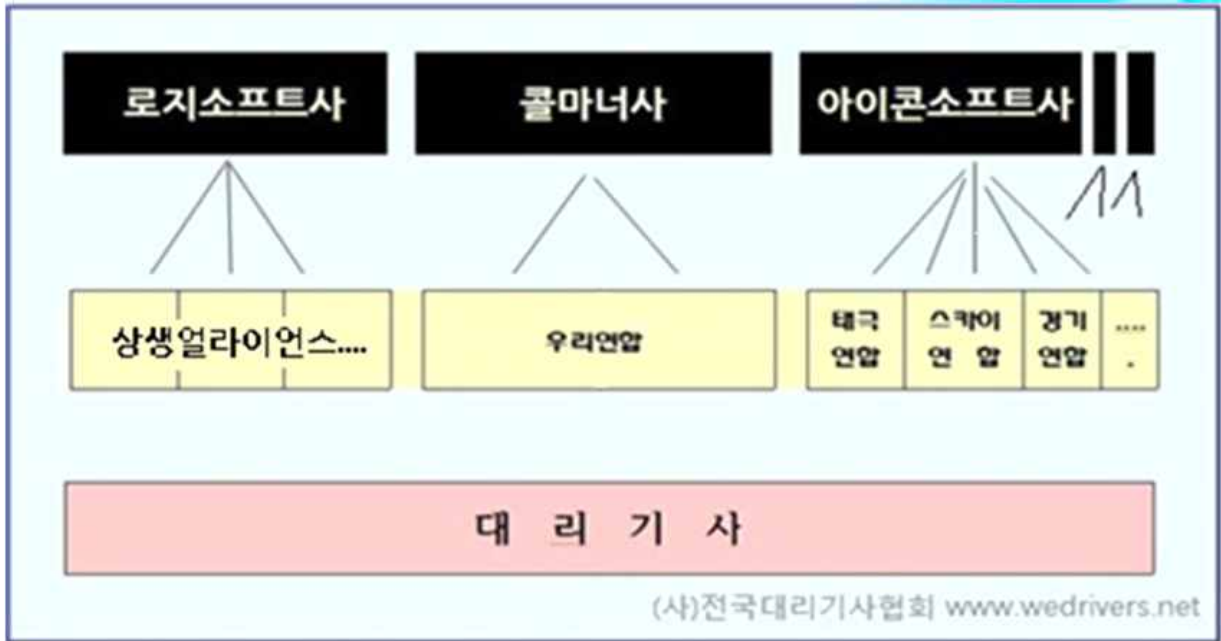 로지소프트사
콜마너사
아이콘소프트사
상생얼라이언스....
우리연합
태극
연합
스카이
연 합
경기
연합
....
.
대 리 기 사
(사)전국대리기사협회 www.wedrivers.net